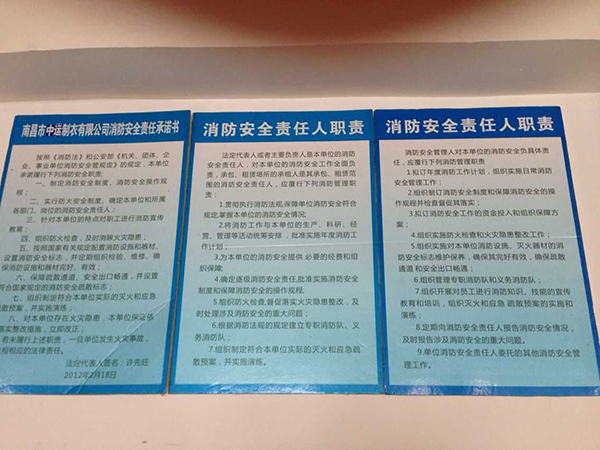 南昌市中运制衣有限公司消防安全责任承诺书
按照《消防法》和公安部《机关、团体、企
业、事业单位消防安全管规定》的规定，本单位
承诺履行下列消防安全职责：
一、制定消防安全制度，消防安全操作规
程；
二、实行防火安全制度，确定本单位和所属
各部门、岗位的消防安全责任人；
三、针对本单位的特点对职工进行消防宣传
教育；
四、组织防火检查，及时消除火灾隐患；
五、按照国家有关规定配置消防设施和器材、
设置消防安全标志，并定期组织检验、维修，确
保消防设施和器材完好、有效；
六、保障疏散通道、安全出口畅通，并设置
符合国家规定的消防安全疏散标志；
七、组织制定符合本单位实际的灭火和应急
疏散预案，并实施演练；
八、对本单位存在火灾隐患，本单位保证依
落实整改措施，立即改正；
若未履行上述职责，一旦单位发生火灾事故，
担相应的法律责任。
法定代表人签名：许先旺
2012年2月18日
消防安全责任人职责
法定代表人或者主要负责人是本单位的消防
安全责任人，对本单位的消防安全工作全面负
责，承包、租赁场所的承租人是其承包、租赁范
围的消防安全责任人，应履行下列消防管理职责
1.贯彻执行消防法规，保障单位消防安全符
合规定，掌握本单位的消防安全情况；
2.将消防工作与本单位的生产、科研、经
营、管理等活动统筹安排，批准实施年度消防工
作计划；
3.为本单位的消防安全提供必要的经费和组
织保障；
4.确定逐级消防安全责任，批准实施消防安全
制度和保障消防安全的操作规程；
5.组织防火检查，督促落实火灾隐患整改，及
时处理涉及消防安全的重大问题；
6.根据消防法规的规定建立专职消防队、义
务消防队；
7.组织制定符合本单位实际的灭火和应急疏
散预案，并实施演练。
消防安全责任人职责
消防安全管理人对本单位的消防安全负具体责
任，应履行下列消防管理职责
1.拟订年度消防工作计划，组织实施日常消防
安全管理工作；
2.组织制订消防安全制度和保障消防安全的操
作规程并检查督促其落实；
3.拟订消防安全工作的资金投入和组织保障方
案；
4.组织实施防火检查和火灾隐患整改工作；
5.组织实施对本单位消防设施、灭火器材的消
防安全标志维护保养，确保其完好有效，确保疏
散通道和安全出口畅通；
6.组织管理专职消防队和义务消防队；
7.组织开展对员工进行消防知识、技能的宣传
教育和培训，组织灭火和应急疏散预案的实施和
演练；
8.定期向消防安全责任人报告消防安全情况，
及时报告涉及消防安全的重大问题；
9.单位消防安全责任人委托的其他消防安全管
理工作。